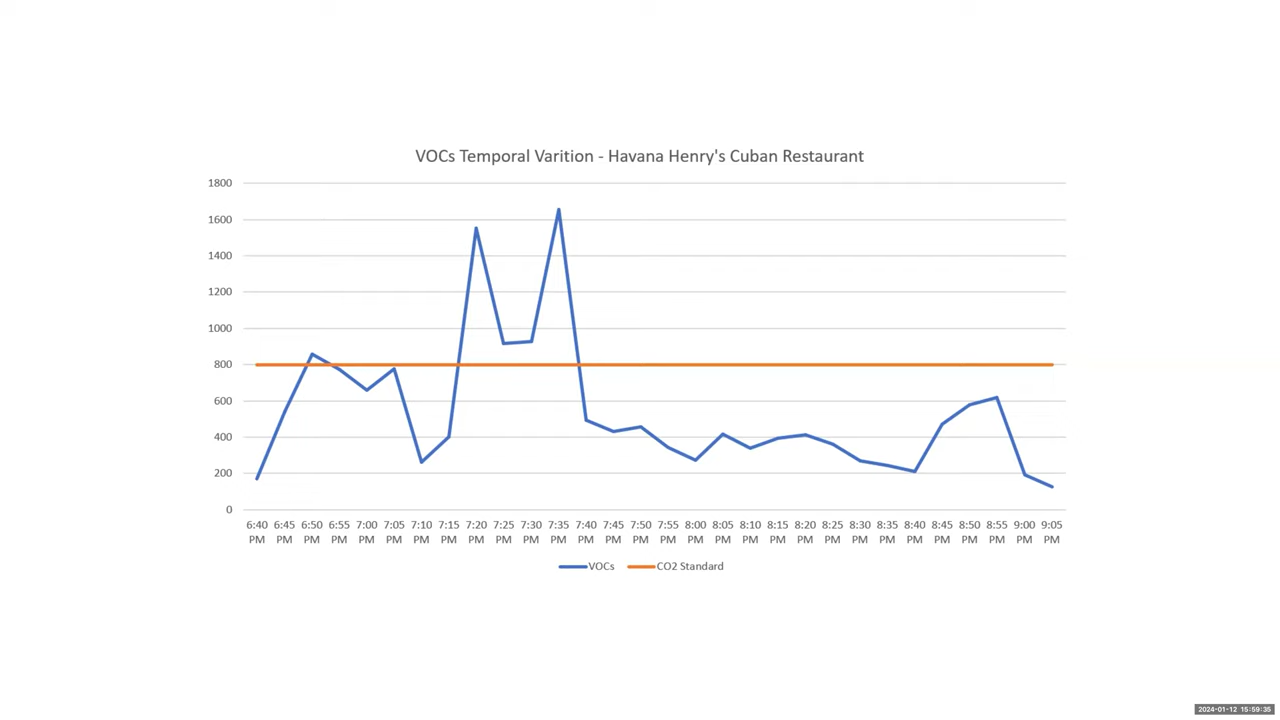 VOCs Temporal Varition - Havana Henry's Cuban Restaurant
1800
1600
1400
1200
1000
800
600
400
200
0
6:40 6:45 6:50 6:55 7:00 7:05 7:10 7:15 7:20 7:25 7:30 7:35 7:40 7:45 7:50 7:55 8:00 8:05 8:10 8:15 8:20 8:25 8:30 8:35 8:40 8:45 8:50 8:55 9:00 9:05
PM PM PM PM PM PM PM PM PM PM PM PM PM PM PM PM PM PM PM PM PM PM PM PM PM PM PM PM PM PM
VOCs CO2 Standard
2024-01-12 15:59:35